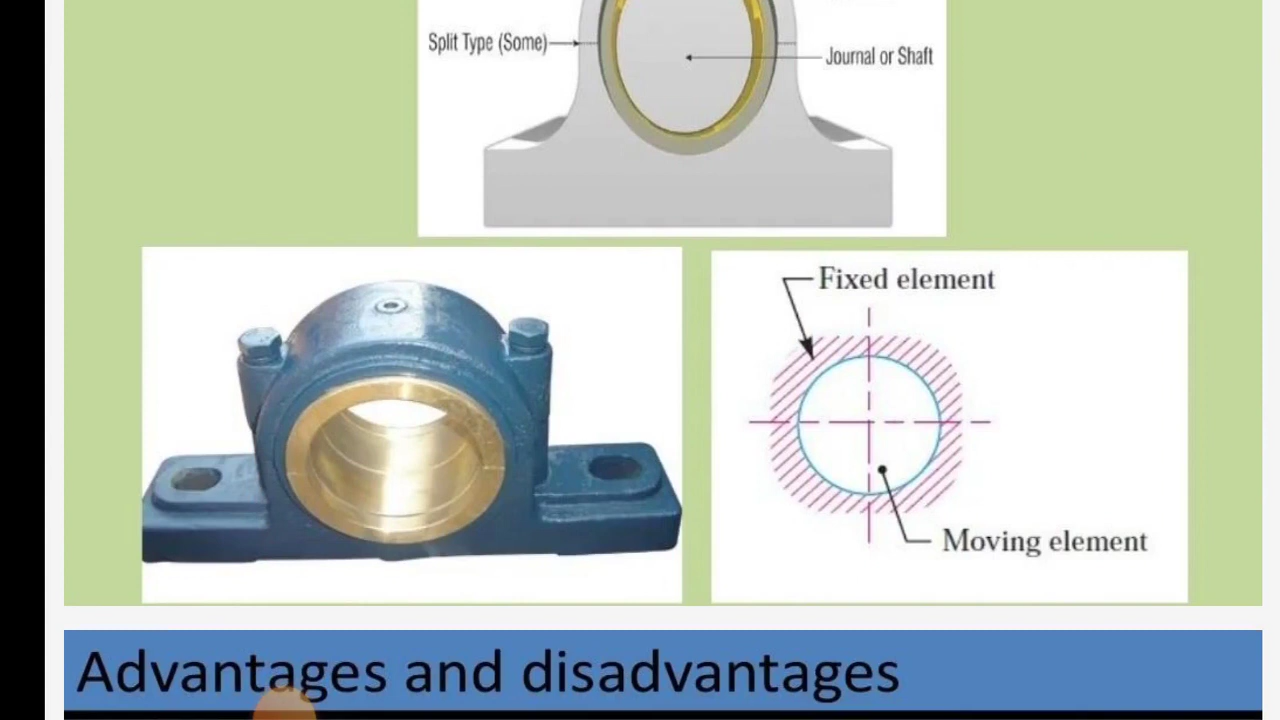 Split Type (Some)
Journal or Shaft
Fixed element
Moving element
Advantages and disadvantages